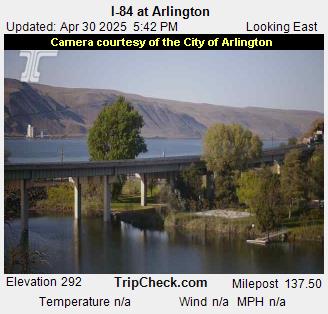 I-84 at Arlington
Updated: Apr 30 2025 5:42 PM Looking East
Camera courtesy of the City of Arlington
Elevation 292 TripCheck.com Milepost 137.50
Temperature n/a Wind n/a MPH n/a